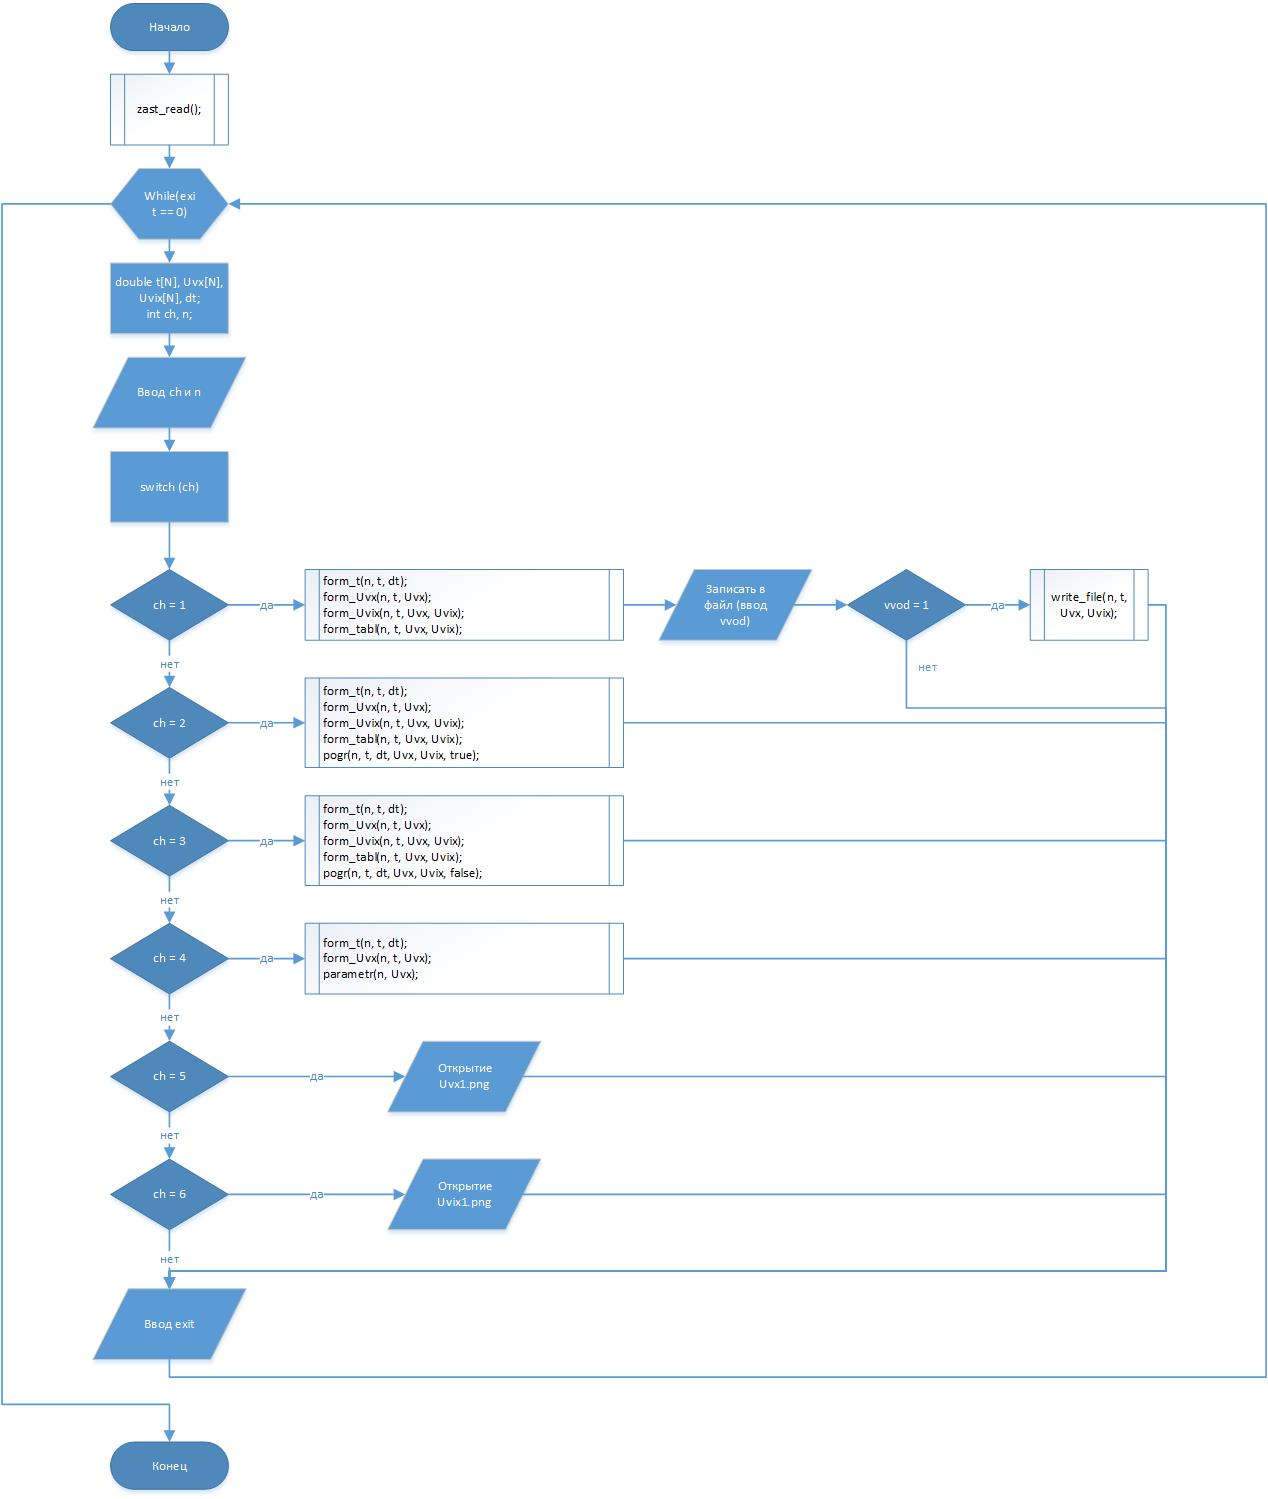 Начало
zast_read();
While(exi
t == 0)
double t[N], Uvx[N],
Uvix[N], dt;
int ch, n;
Ввод ch и n
switch (ch)
ch = 1
да
form_t(n, t, dt);
form_Uvx(n, t, Uvx);
form_Uvix(n, t, Uvx, Uvix);
form_tabl(n, t, Uvx, Uvix);
Записать в
файл (ввод
vvod)
vvod = 1
да
write_file(n, t,
Uvx, Uvix);
нет
нет
ch = 2
да
form_t(n, t, dt);
form_Uvx(n, t, Uvx);
form_Uvix(n, t, Uvx, Uvix);
form_tabl(n, t, Uvx, Uvix);
pogr(n, t, dt, Uvx, Uvix, true);
нет
ch = 3
да
form_t(n, t, dt);
form_Uvx(n, t, Uvx);
form_Uvix(n, t, Uvx, Uvix);
form_tabl(n, t, Uvx, Uvix);
pogr(n, t, dt, Uvx, Uvix, false);
нет
ch = 4
да
form_t(n, t, dt);
form_Uvx(n, t, Uvx);
parametr(n, Uvx);
нет
ch = 5
да
Открытие
Uvx1.png
нет
ch = 6
да
Открытие
Uvix1.png
нет
Ввод exit
Конец